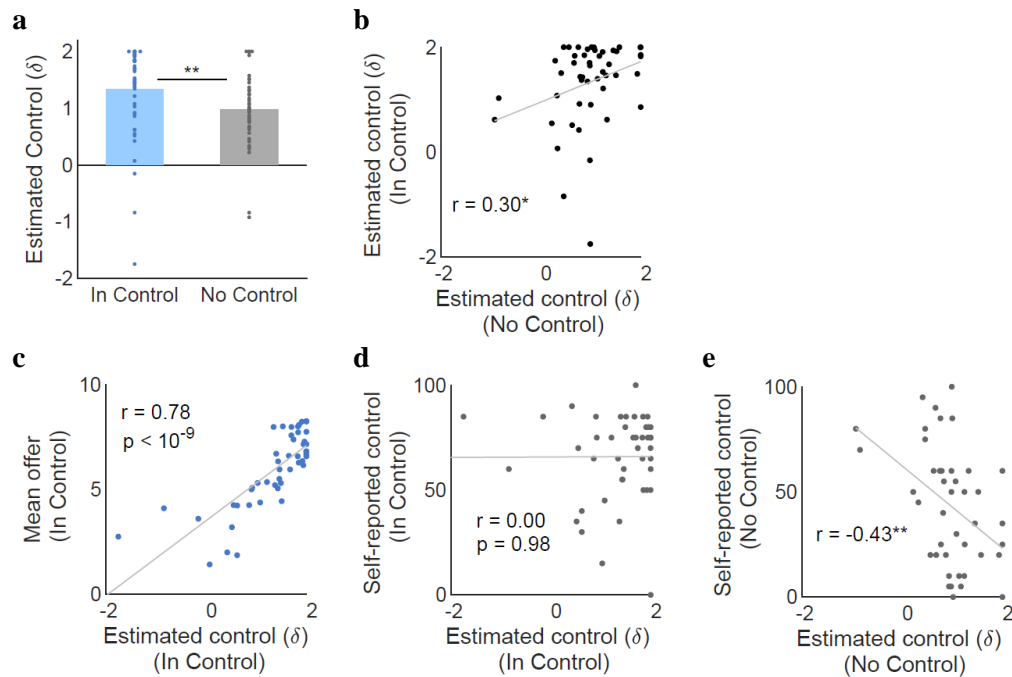 a
Estimated Control (δ)
2
1
0
-1
-2
**
In Control
No Control
b
Estimated control (δ)
(In Control)
2
0
-2
r = 0.30*
-2
0
2
Estimated control (δ)
(No Control)
c
Mean offer
(In Control)
10
5
0
r = 0.78
p < 10⁻⁹
-2
0
2
Estimated control (δ)
(In Control)
d
Self-reported control
(In Control)
100
50
0
r = 0.00
p = 0.98
-2
0
2
Estimated control (δ)
(In Control)
e
Self-reported control
(No Control)
100
50
0
r = -0.43**
-2
0
2
Estimated control (δ)
(No Control)